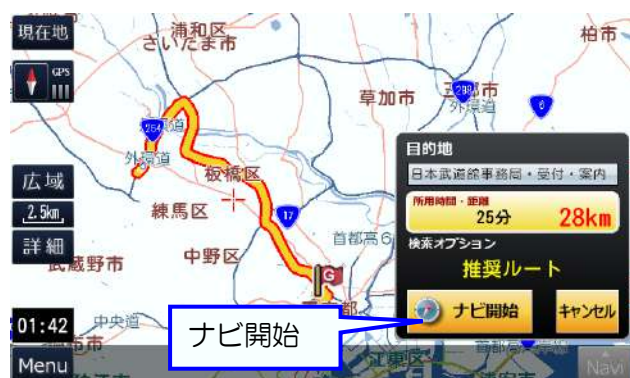 現在地
浦和区
さいたま市
柏市
GPS
草加市
298
外環道
6
264
外環道
目的地
日本武道館事務局・受付・案内
板橋区
広域
2.5km
練馬区
17
所用時間・距離
25分 28km
首都高6
検索オプション
詳細
中野区
推奨ルート
武蔵野市
G
ナビ開始
キャンセル
01:42
中央道
ナビ開始
Menu
江東区
Navi